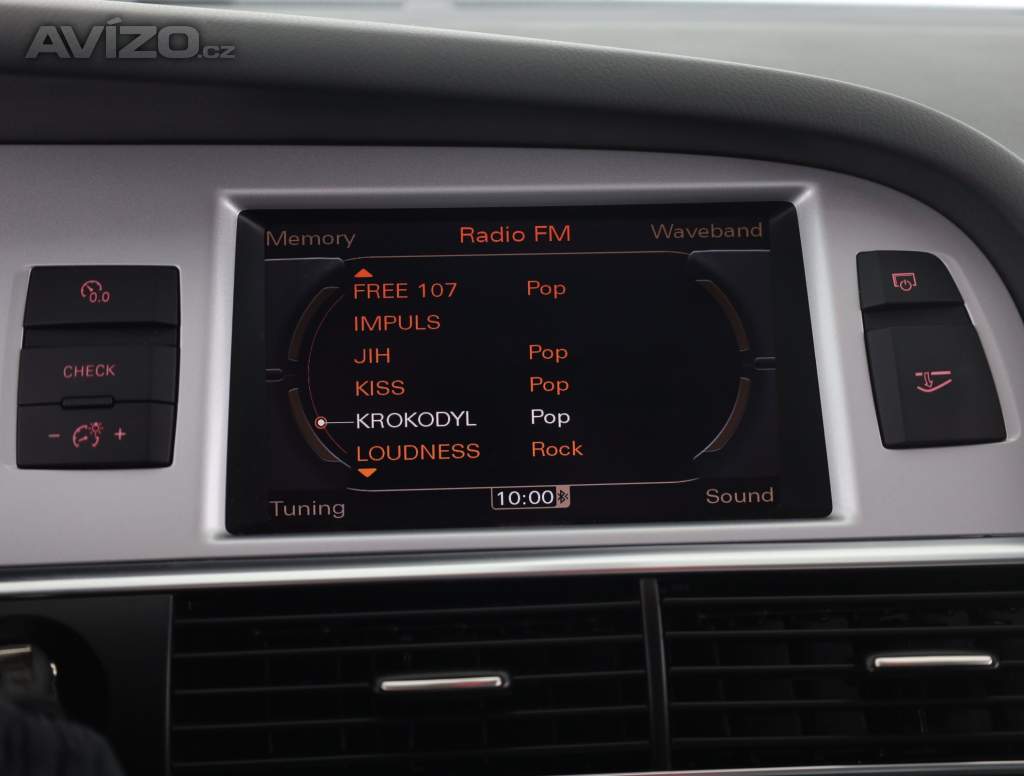 AVÍZO.cz
Memory Radio FM Waveband
FREE 107 Pop
IMPULS
JIH Pop
KISS Pop
KROKODYL Pop
LOUDNESS Rock
Tuning 10:00 Sound
0.0
CHECK
- +